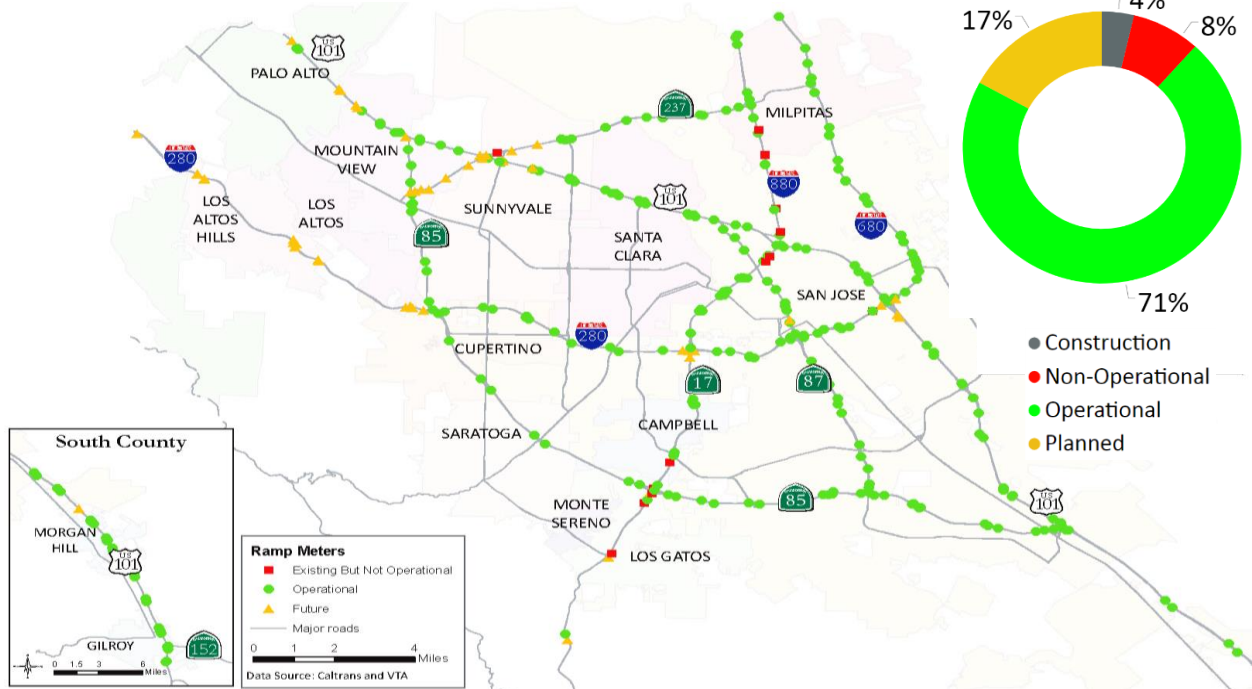 4%
17%
8%
71%
US
101
PALO ALTO
237
MILPITAS
280
MOUNTAIN
VIEW
880
US
101
LOS
ALTOS
HILLS
LOS
ALTOS
SUNNYVALE
680
85
SANTA
CLARA
SAN JOSE
280
CUPERTINO
17
87
SARATOGA
CAMPBELL
85
US
101
MONTE
SERENO
LOS GATOS
Construction
Non-Operational
Operational
Planned
South County
MORGAN
HILL
US
101
GILROY
152
0 1.5 3 6
Miles
Ramp Meters
Existing But Not Operational
Operational
Future
Major roads
0 1 2 4
Miles
Data Source: Caltrans and VTA